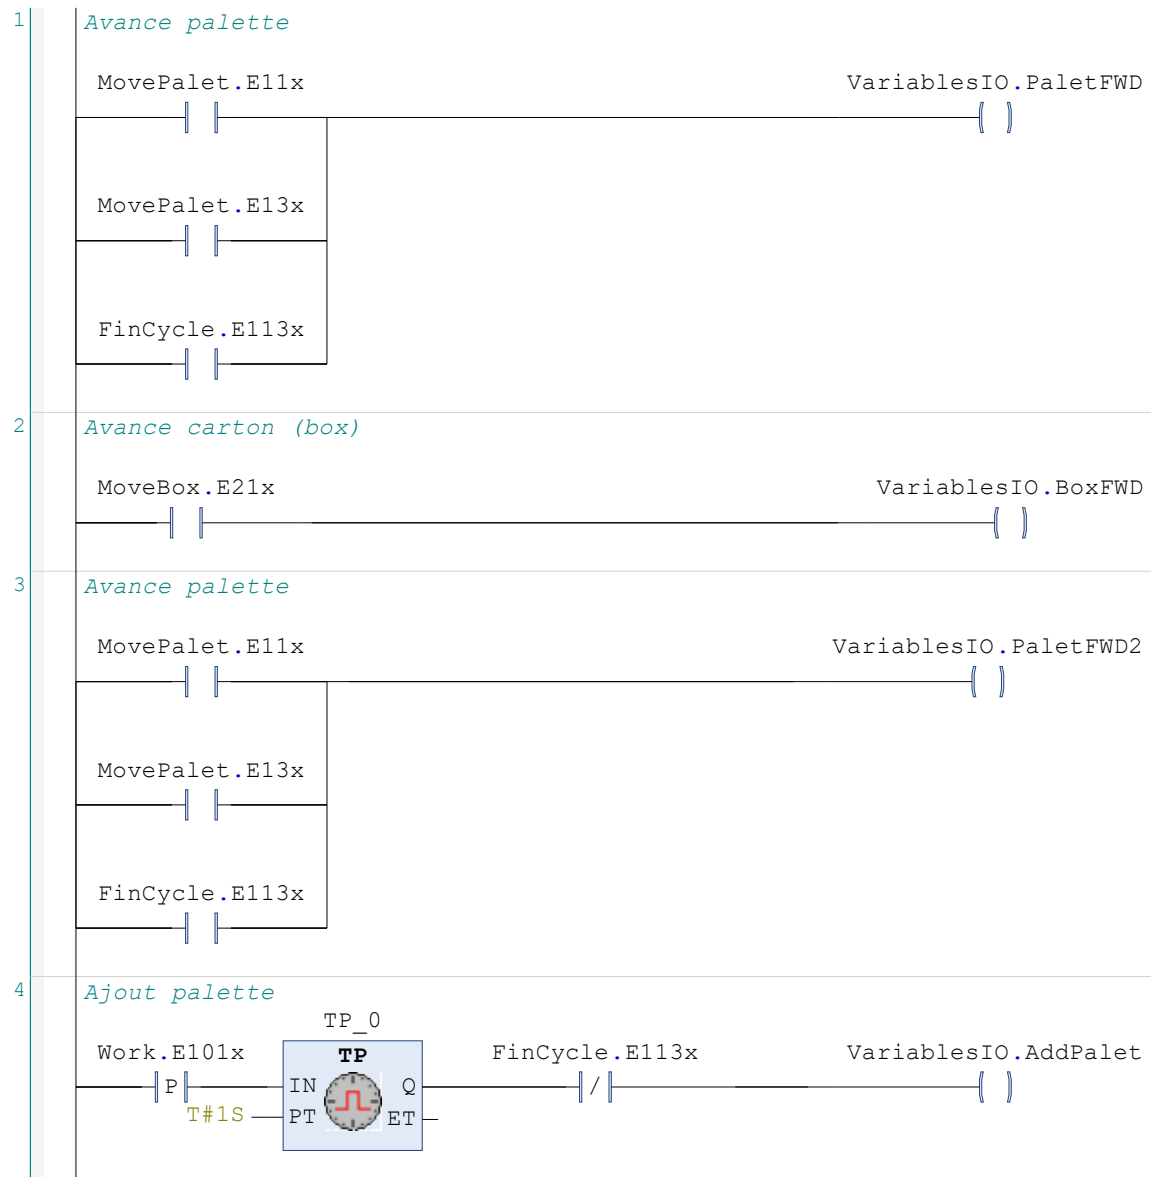 1
Avance palette
MovePalet.E11x
VariablesIO.PaletFWD
MovePalet.E13x
FinCycle.E113x
2
Avance carton (box)
MoveBox.E21x
VariablesIO.BoxFWD
3
Avance palette
MovePalet.E11x
VariablesIO.PaletFWD2
MovePalet.E13x
FinCycle.E113x
4
Ajout palette
TP_0
Work.E101x
TP
FinCycle.E113x
VariablesIO.AddPalet
P
IN
Q
/
T#1S
PT
ET